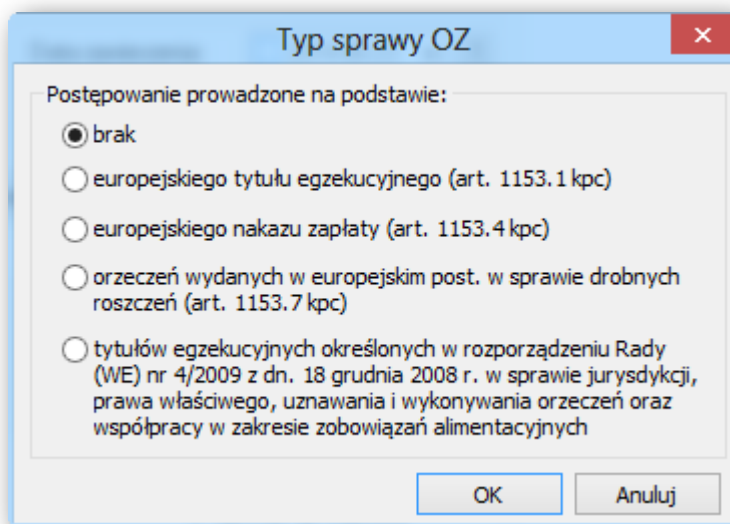 Typ sprawy OZ
Postępowanie prowadzone na podstawie:
brak
europejskiego tytułu egzekucyjnego (art. 1153.1 kpc)
europejskiego nakazu zapłaty (art. 1153.4 kpc)
orzeczeń wydanych w europejskim post. w sprawie drobnych
roszczeń (art. 1153.7 kpc)
tytułów egzekucyjnych określonych w rozporządzeniu Rady
(WE) nr 4/2009 z dn. 18 grudnia 2008 r. w sprawie jurysdykcji,
prawa właściwego, uznawania i wykonywania orzeczeń oraz
współpracy w zakresie zobowiązań alimentacyjnych
OK
Anuluj